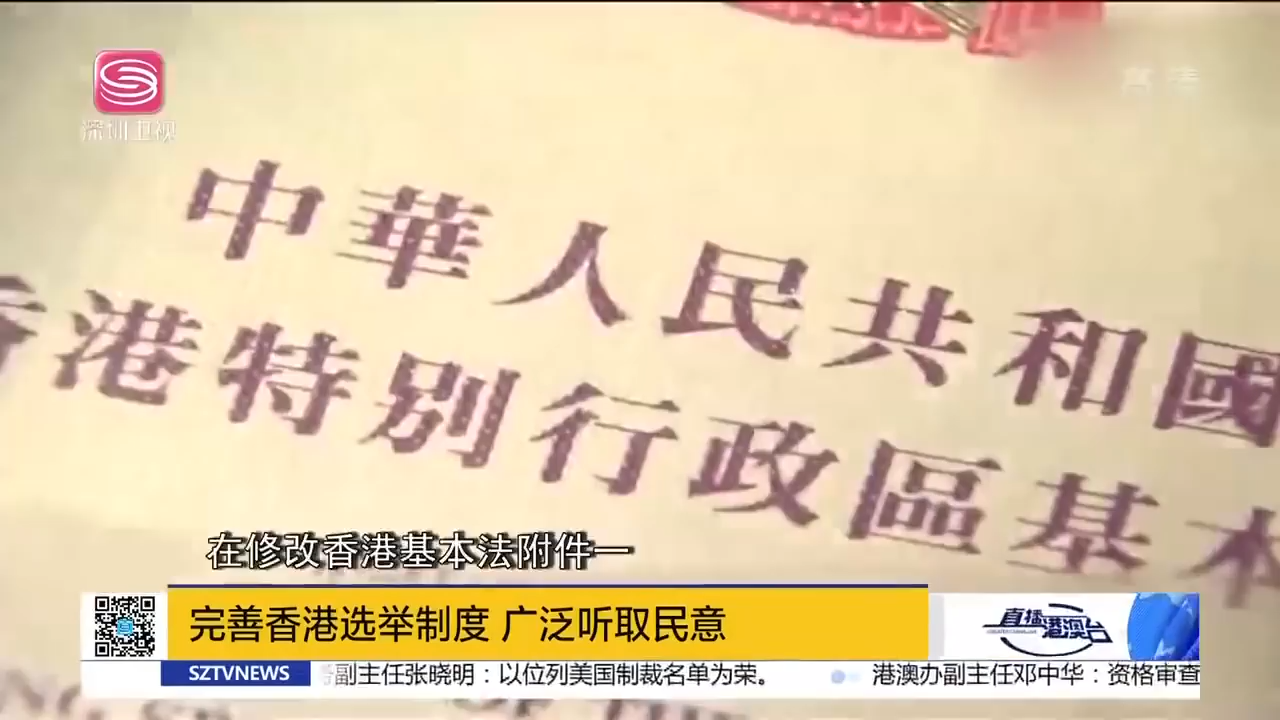 深圳卫视
高清
中華人民共和國
香港特別行政區基本
在修改香港基本法附件一
完善香港选举制度 广泛听取民意
直播港澳台
SZTVNEWS
副主任张晓明：以位列美国制裁名单为荣。 港澳办副主任邓中华：资格审查